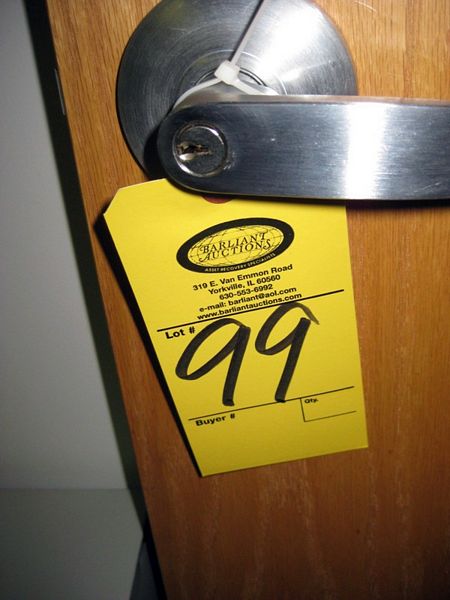 BARLIANT
AUCTIONS
ASSET RECOVERY SPECIALISTS
319 E. Van Emmon Road
Yorkville, IL 60560
630-553-6992
e-mail: barliant@aol.com
www.barliantauctions.com
Lot # 99
Buyer #
Qty.